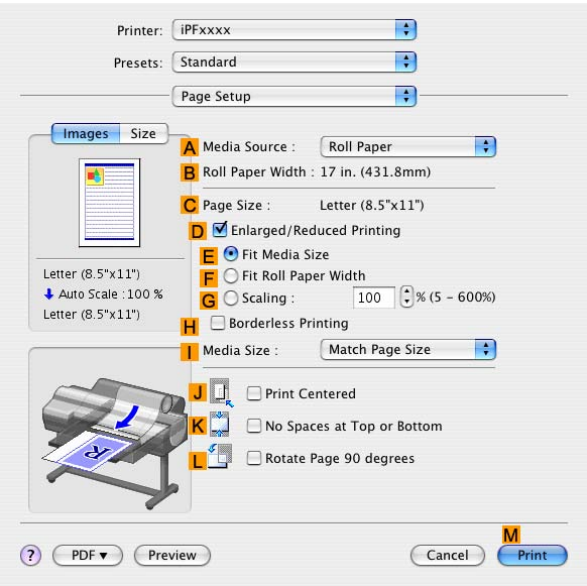 Printer: iPFxxxx
Presets: Standard
Page Setup
Images Size
A Media Source : Roll Paper
B Roll Paper Width : 17 in. (431.8mm)
C Page Size : Letter (8.5"x11")
D Enlarged/Reduced Printing
E Fit Media Size
F Fit Roll Paper Width
G Scaling : 100 % (5 - 600%)
H Borderless Printing
I Media Size : Match Page Size
Letter (8.5"x11")
Auto Scale :100 %
Letter (8.5"x11")
J Print Centered
K No Spaces at Top or Bottom
L Rotate Page 90 degrees
R
M
? PDF▼ Preview Cancel Print